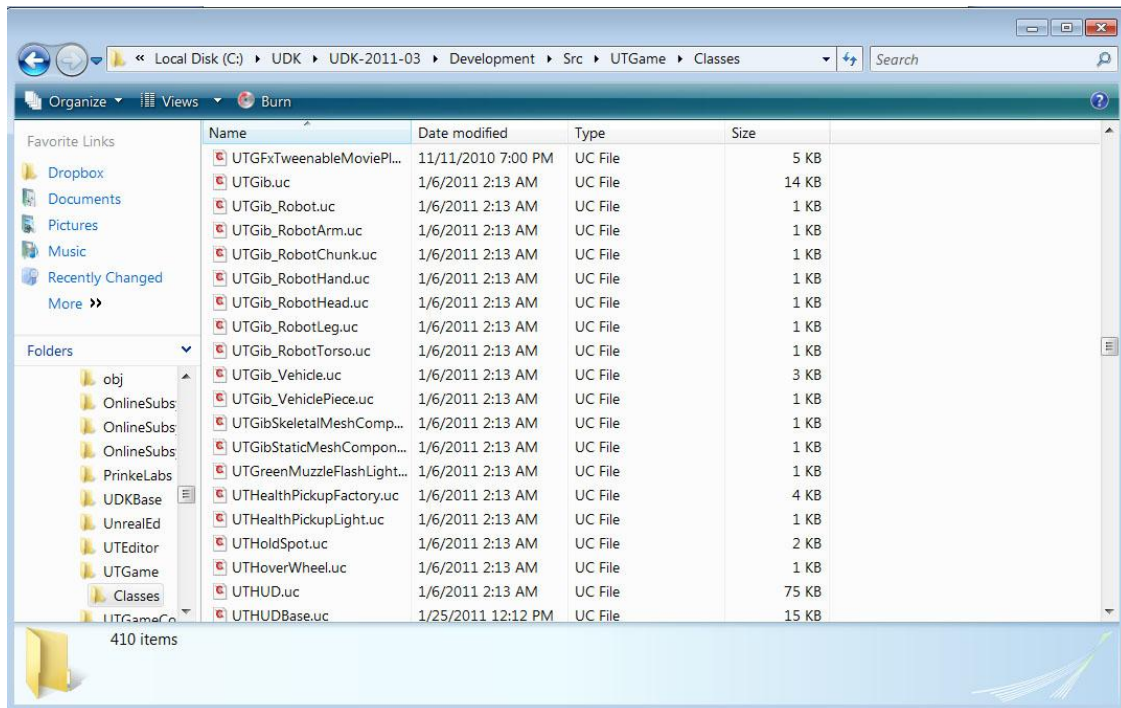 « Local Disk (C:) ▸ UDK ▸ UDK-2011-03 ▸ Development ▸ Src ▸ UTGame ▸ Classes Search
Organize Views Burn
Favorite Links
Dropbox
Documents
Pictures
Music
Recently Changed
More »
Folders
obj
OnlineSubs
OnlineSubs
OnlineSubs
PrinkeLabs
UDKBase
UnrealEd
UTEditor
UTGame
Classes
UTGameCo
Name Date modified Type Size
UTGFxTweenableMoviePl... 11/11/2010 7:00 PM UC File 5 KB
UTGib.uc 1/6/2011 2:13 AM UC File 14 KB
UTGib_Robot.uc 1/6/2011 2:13 AM UC File 1 KB
UTGib_RobotArm.uc 1/6/2011 2:13 AM UC File 1 KB
UTGib_RobotChunk.uc 1/6/2011 2:13 AM UC File 1 KB
UTGib_RobotHand.uc 1/6/2011 2:13 AM UC File 1 KB
UTGib_RobotHead.uc 1/6/2011 2:13 AM UC File 1 KB
UTGib_RobotLeg.uc 1/6/2011 2:13 AM UC File 1 KB
UTGib_RobotTorso.uc 1/6/2011 2:13 AM UC File 1 KB
UTGib_Vehicle.uc 1/6/2011 2:13 AM UC File 3 KB
UTGib_VehiclePiece.uc 1/6/2011 2:13 AM UC File 1 KB
UTGibSkeletalMeshComp... 1/6/2011 2:13 AM UC File 1 KB
UTGibStaticMeshCompon... 1/6/2011 2:13 AM UC File 1 KB
UTGreenMuzzleFlashLight... 1/6/2011 2:13 AM UC File 1 KB
UTHealthPickupFactory.uc 1/6/2011 2:13 AM UC File 4 KB
UTHealthPickupLight.uc 1/6/2011 2:13 AM UC File 1 KB
UTHoldSpot.uc 1/6/2011 2:13 AM UC File 2 KB
UTHoverWheel.uc 1/6/2011 2:13 AM UC File 1 KB
UTHUD.uc 1/6/2011 2:13 AM UC File 75 KB
UTHUDBase.uc 1/25/2011 12:12 PM UC File 15 KB
410 items